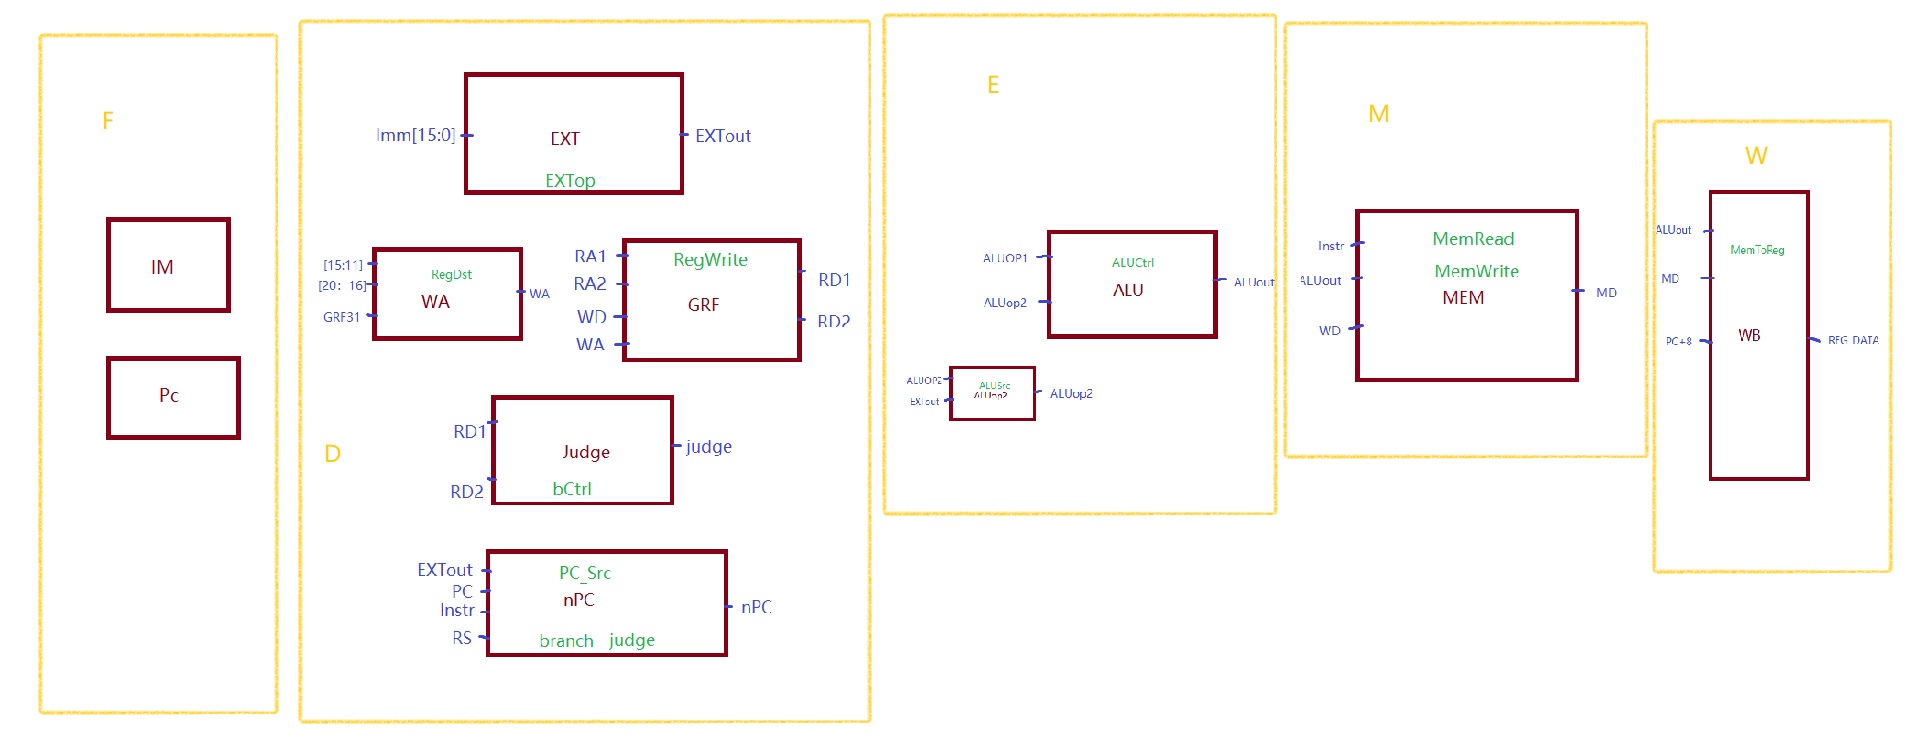 F
IM
Pc
Imm[15:0]
EXT
EXTop
EXTout
[15:11]
[20: 16]
GRF31
RegDst
WA
WA
RA1
RA2
WD
WA
RegWrite
GRF
RD1
RD2
D
RD1
RD2
Judge
bCtrl
judge
EXTout
PC
Instr
RS
PC_Src
nPC
branch judge
nPC
E
ALUOP1
ALUop2
ALUCtrl
ALU
ALUout
ALUOP2
EXTout
ALUSrc
ALUop2
ALUop2
M
Instr
ALUout
WD
MemRead
MemWrite
MEM
MD
W
ALUout
MD
PC+8
MemToReg
WB
REG DATA